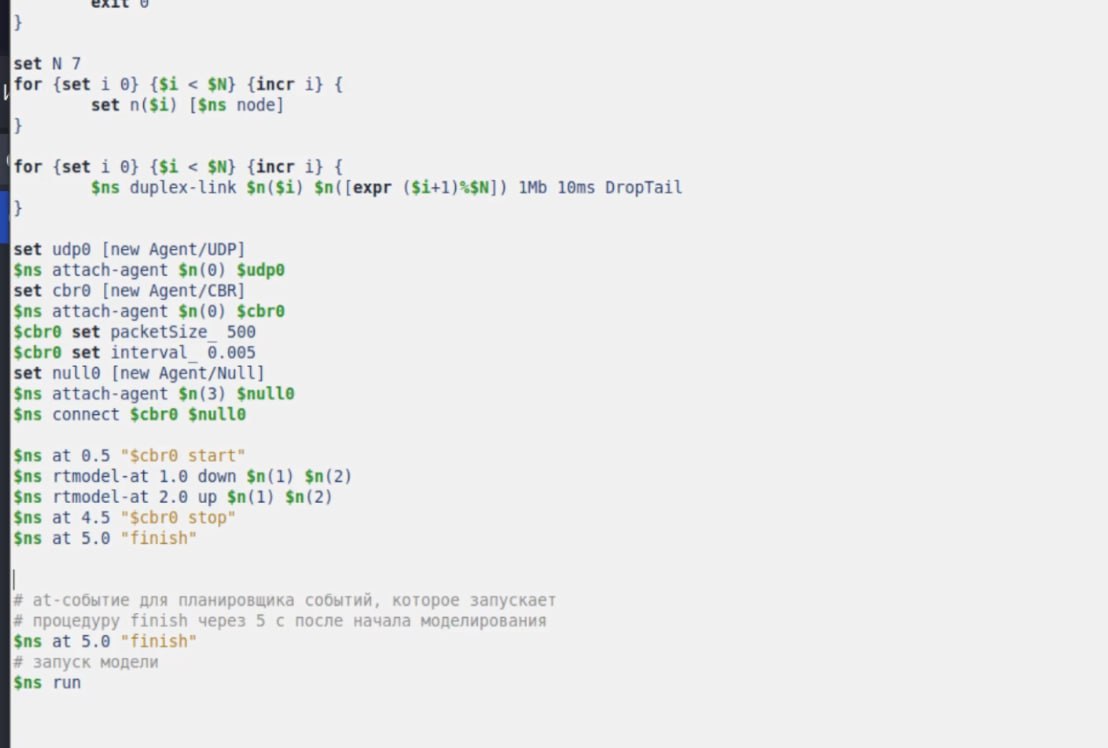 exit 0
}
set N 7
for {set i 0} {$i < $N} {incr i} {
set n($i) [$ns node]
}
for {set i 0} {$i < $N} {incr i} {
$ns duplex-link $n($i) $n([expr ($i+1)%$N]) 1Mb 10ms DropTail
}
set udp0 [new Agent/UDP]
$ns attach-agent $n(0) $udp0
set cbr0 [new Agent/CBR]
$ns attach-agent $n(0) $cbr0
$cbr0 set packetSize_ 500
$cbr0 set interval_ 0.005
set null0 [new Agent/Null]
$ns attach-agent $n(3) $null0
$ns connect $cbr0 $null0
$ns at 0.5 "$cbr0 start"
$ns rtmodel-at 1.0 down $n(1) $n(2)
$ns rtmodel-at 2.0 up $n(1) $n(2)
$ns at 4.5 "$cbr0 stop"
$ns at 5.0 "finish"
# at-событие для планировщика событий, которое запускает
# процедуру finish через 5 с после начала моделирования
$ns at 5.0 "finish"
# запуск модели
$ns run